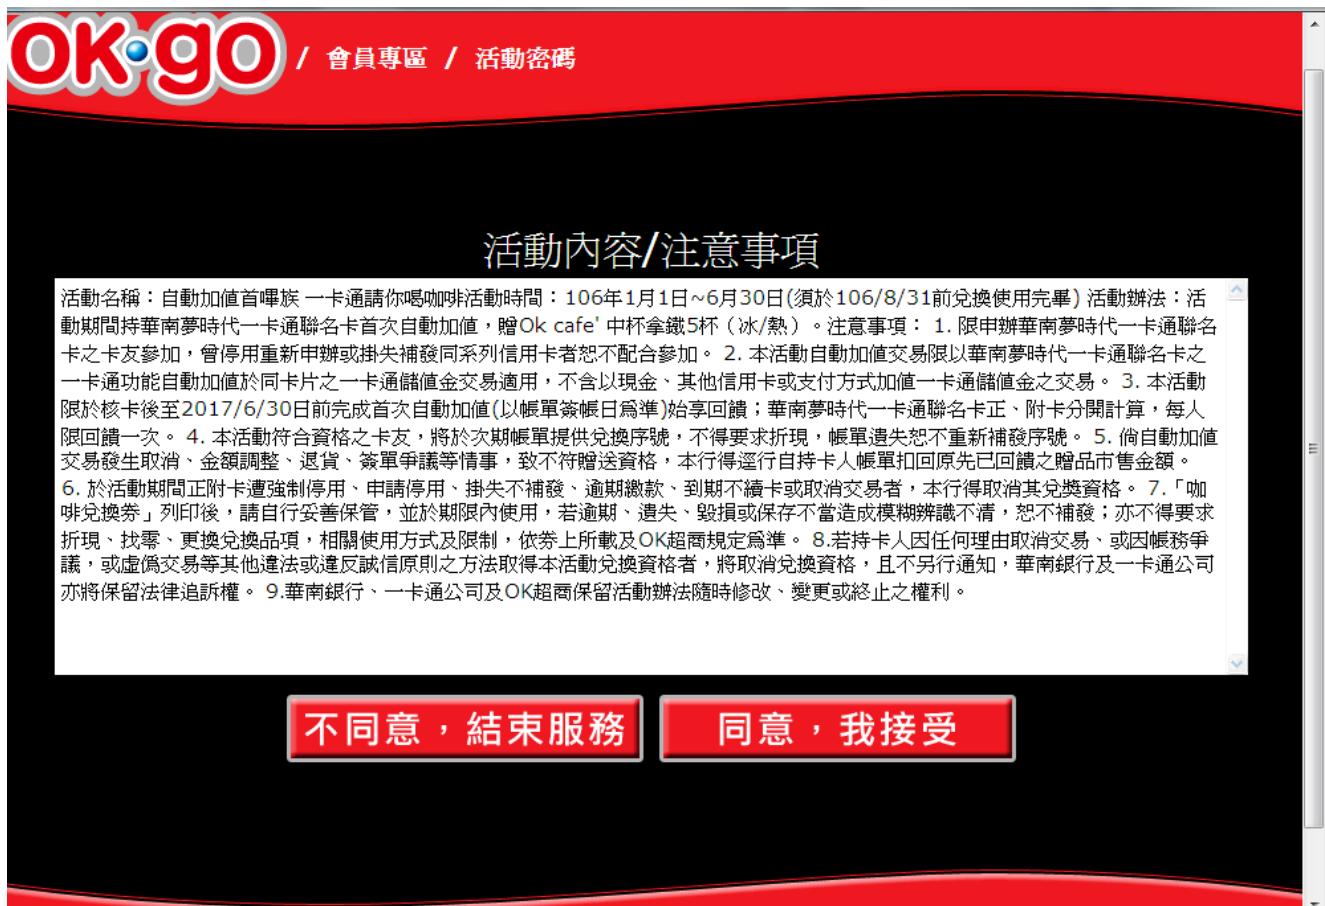 OK·go / 會員專區 / 活動密碼
活動內容/注意事項
活動名稱：自動加值首嗶族 一卡通請你喝咖啡活動時間：106年1月1日~6月30日(須於106/8/31前兌換使用完畢) 活動辦法：活
動期間持華南夢時代一卡通聯名卡首次自動加值，贈Ok cafe' 中杯拿鐵5杯（冰/熱）。注意事項： 1. 限申辦華南夢時代一卡通聯名
卡之卡友參加，曾停用重新申辦或掛失補發同系列信用卡者恕不配合參加。 2. 本活動自動加值交易限以華南夢時代一卡通聯名卡之
一卡通功能自動加值於同卡片之一卡通儲值金交易適用，不含以現金、其他信用卡或支付方式加值一卡通儲值金之交易。 3. 本活動
限於核卡後至2017/6/30日前完成首次自動加值(以帳單簽帳日為準)始享回饋；華南夢時代一卡通聯名卡正、附卡分開計算，每人
限回饋一次。 4. 本活動符合資格之卡友，將於次期帳單提供兌換序號，不得要求折現，帳單遺失恕不重新補發序號。 5. 倘自動加值
交易發生取消、金額調整、退貨、簽單爭議等情事，致不符贈送資格，本行得逕行自持卡人帳單扣回原先已回饋之贈品市售金額。
6. 於活動期間正附卡遭強制停用、申請停用、掛失不補發、逾期繳款、到期不續卡或取消交易者，本行得取消其兌獎資格。 7.「咖
啡兌換券」列印後，請自行妥善保管，並於期限內使用，若逾期、遺失、毀損或保存不當造成模糊辨識不清，恕不補發；亦不得要求
折現、找零、更換兌換品項，相關使用方式及限制，依券上所載及OK超商規定為準。 8.若持卡人因任何理由取消交易、或因帳務爭
議，或虛偽交易等其他違法或違反誠信原則之方法取得本活動兌換資格者，將取消兌換資格，且不另行通知，華南銀行及一卡通公司
亦將保留法律追訴權。 9.華南銀行、一卡通公司及OK超商保留活動辦法隨時修改、變更或終止之權利。
不同意，結束服務
同意，我接受